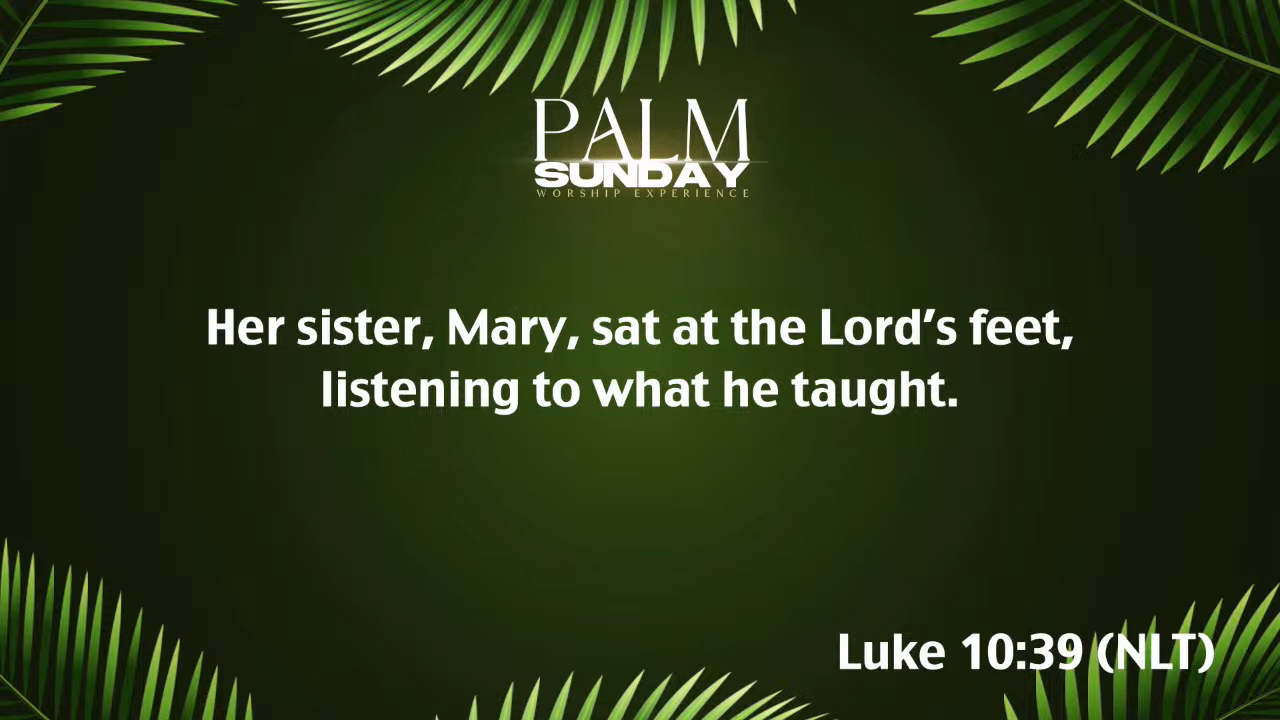 PALM
SUNDAY
WORSHIP EXPERIENCE
Her sister, Mary, sat at the Lord’s feet,
listening to what he taught.
Luke 10:39 (NLT)